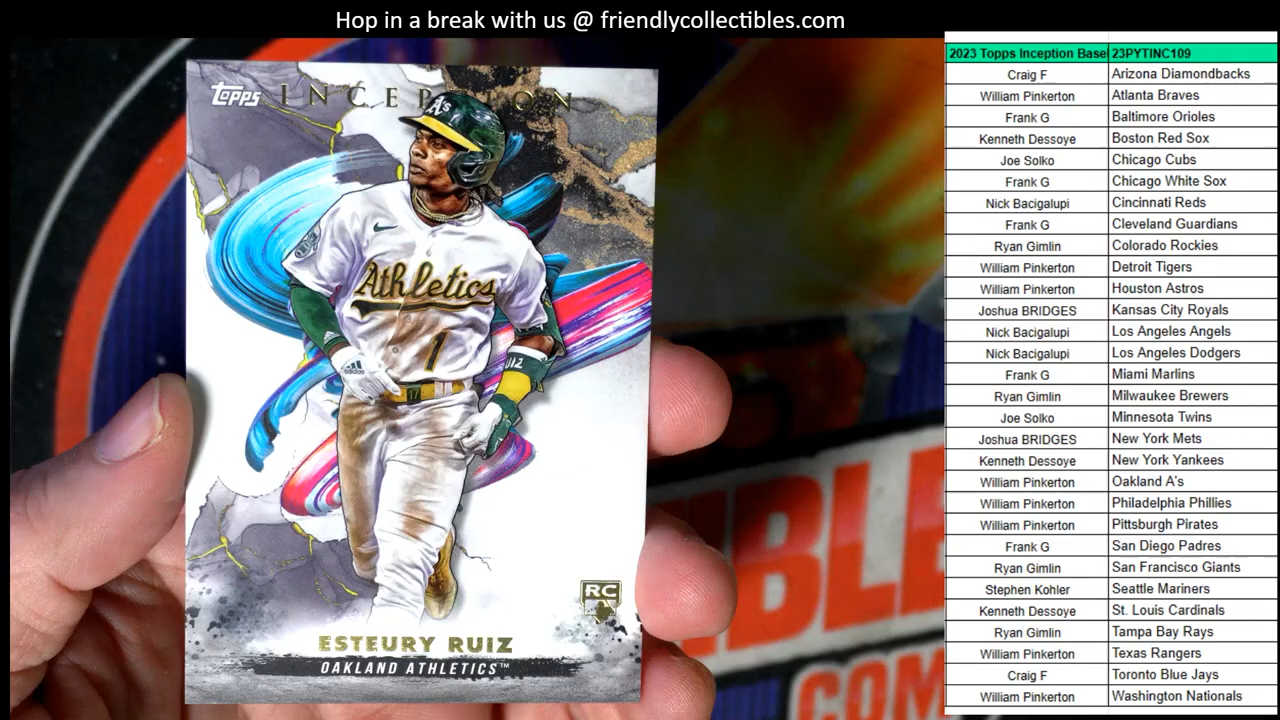 Hop in a break with us @ friendlycollectibles.com
TOPPS INCEPTION
A's
Athletics
1
adidas
UIZ
17
RC
ESTEURY RUIZ
OAKLAND ATHLETICS™
IBLE
COM
2023 Topps Inception Base 23PYTINC109
Craig F Arizona Diamondbacks
William Pinkerton Atlanta Braves
Frank G Baltimore Orioles
Kenneth Dessoye Boston Red Sox
Joe Solko Chicago Cubs
Frank G Chicago White Sox
Nick Bacigalupi Cincinnati Reds
Frank G Cleveland Guardians
Ryan Gimlin Colorado Rockies
William Pinkerton Detroit Tigers
William Pinkerton Houston Astros
Joshua BRIDGES Kansas City Royals
Nick Bacigalupi Los Angeles Angels
Nick Bacigalupi Los Angeles Dodgers
Frank G Miami Marlins
Ryan Gimlin Milwaukee Brewers
Joe Solko Minnesota Twins
Joshua BRIDGES New York Mets
Kenneth Dessoye New York Yankees
William Pinkerton Oakland A's
William Pinkerton Philadelphia Phillies
William Pinkerton Pittsburgh Pirates
Frank G San Diego Padres
Ryan Gimlin San Francisco Giants
Stephen Kohler Seattle Mariners
Kenneth Dessoye St. Louis Cardinals
Ryan Gimlin Tampa Bay Rays
William Pinkerton Texas Rangers
Craig F Toronto Blue Jays
William Pinkerton Washington Nationals